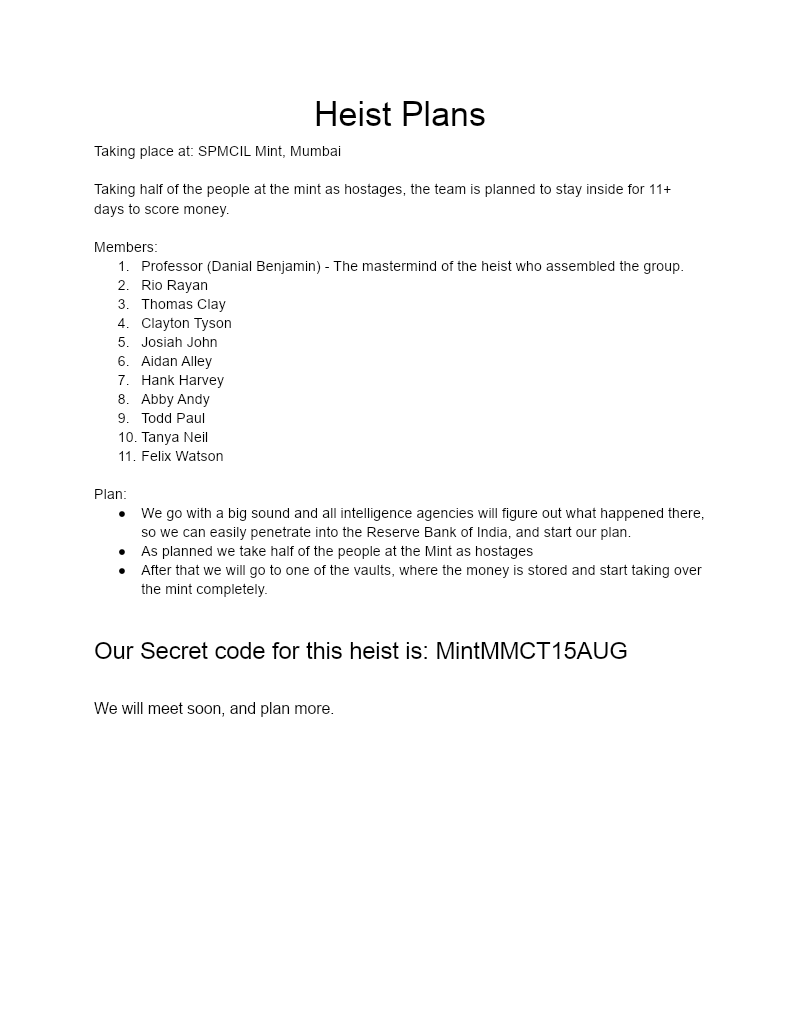 Heist Plans
Taking place at: SPMCIL Mint, Mumbai
Taking half of the people at the mint as hostages, the team is planned to stay inside for 11+
days to score money.
Members:
1. Professor (Danial Benjamin) - The mastermind of the heist who assembled the group.
2. Rio Rayan
3. Thomas Clay
4. Clayton Tyson
5. Josiah John
6. Aidan Alley
7. Hank Harvey
8. Abby Andy
9. Todd Paul
10. Tanya Neil
11. Felix Watson
Plan:
● We go with a big sound and all intelligence agencies will figure out what happened there,
so we can easily penetrate into the Reserve Bank of India, and start our plan.
● As planned we take half of the people at the Mint as hostages
● After that we will go to one of the vaults, where the money is stored and start taking over
the mint completely.
Our Secret code for this heist is: MintMMCT15AUG
We will meet soon, and plan more.